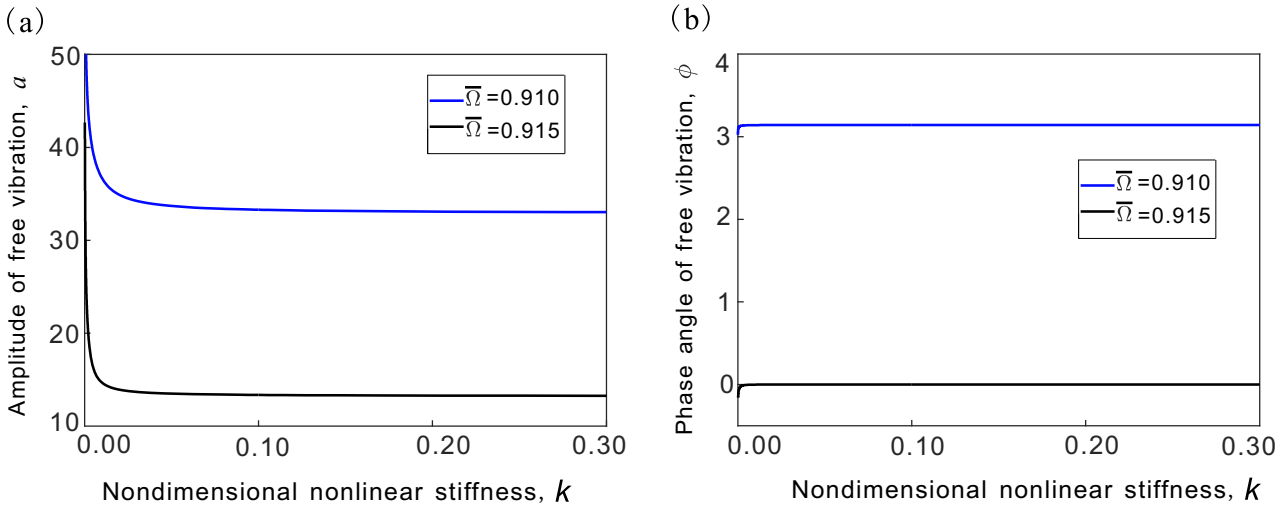 (a)
50
40
30
20
10
0.00
0.10
0.20
0.30
Amplitude of free vibration, a
Nondimensional nonlinear stiffness, k
Ω̅ =0.910
Ω̅ =0.915
(b)
4
3
2
1
0
0.00
0.10
0.20
0.30
Phase angle of free vibration, ϕ
Nondimensional nonlinear stiffness, k
Ω̅ =0.910
Ω̅ =0.915